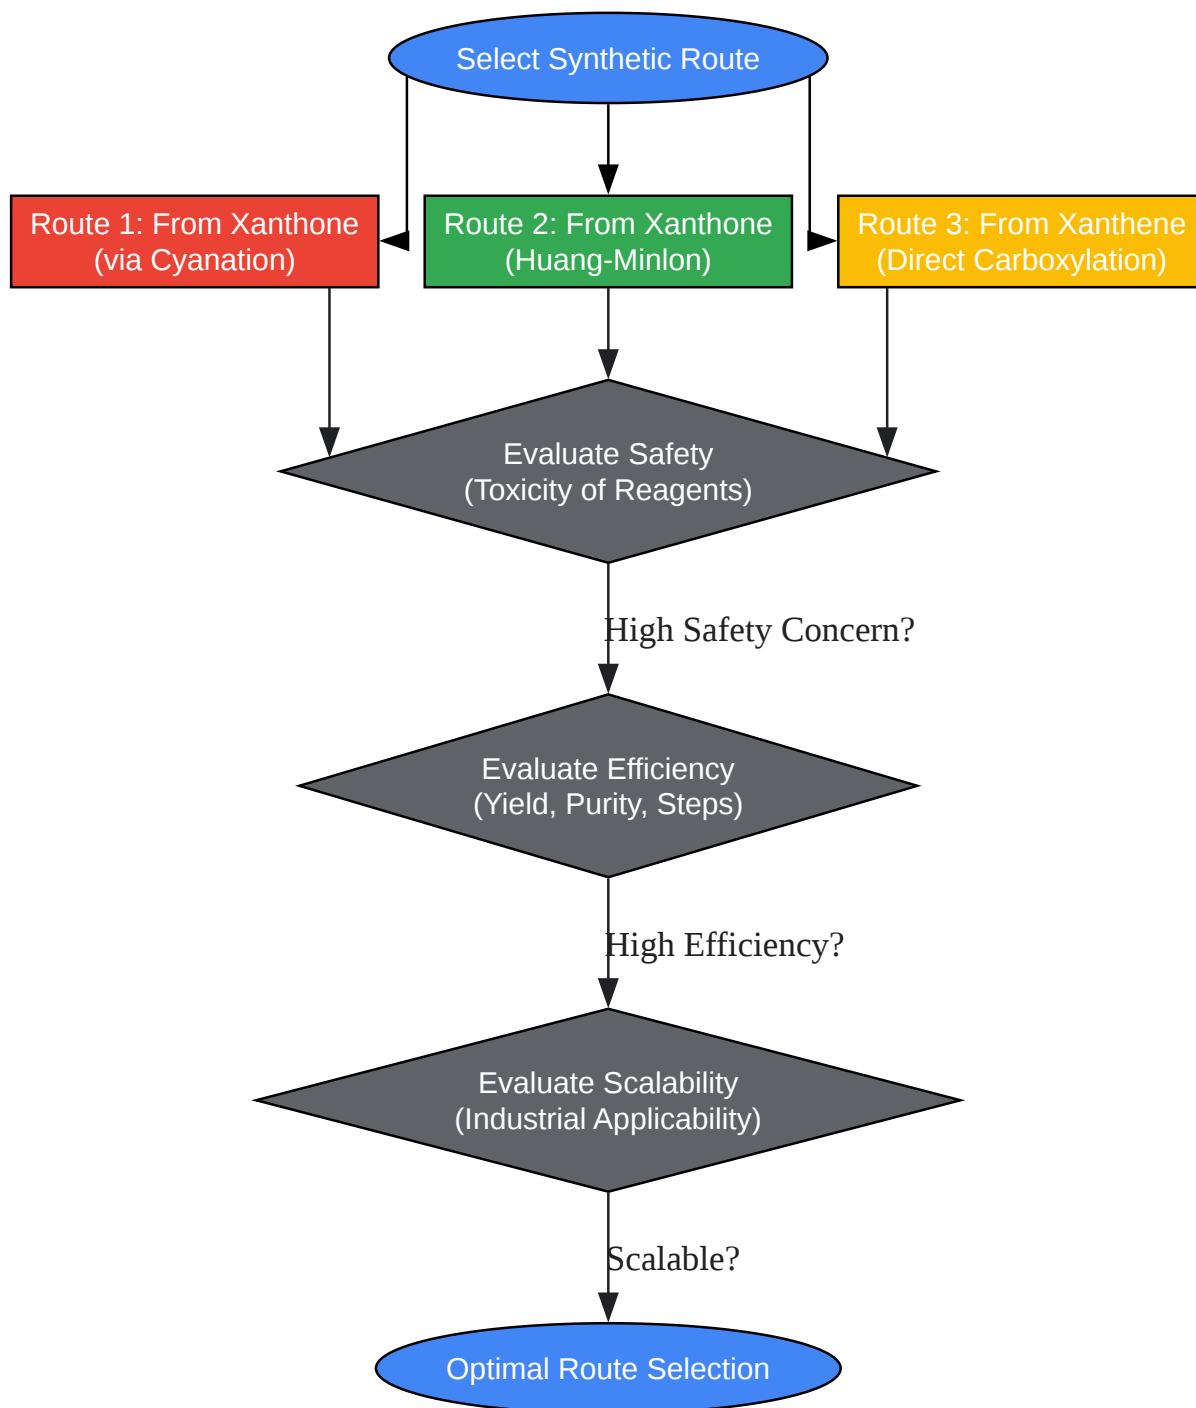 Select Synthetic Route
Route 1: From Xanthone
(via Cyanation)
Route 2: From Xanthone
(Huang-Minlon)
Route 3: From Xanthene
(Direct Carboxylation)
Evaluate Safety
(Toxicity of Reagents)
High Safety Concern?
Evaluate Efficiency
(Yield, Purity, Steps)
High Efficiency?
Evaluate Scalability
(Industrial Applicability)
Scalable?
Optimal Route Selection